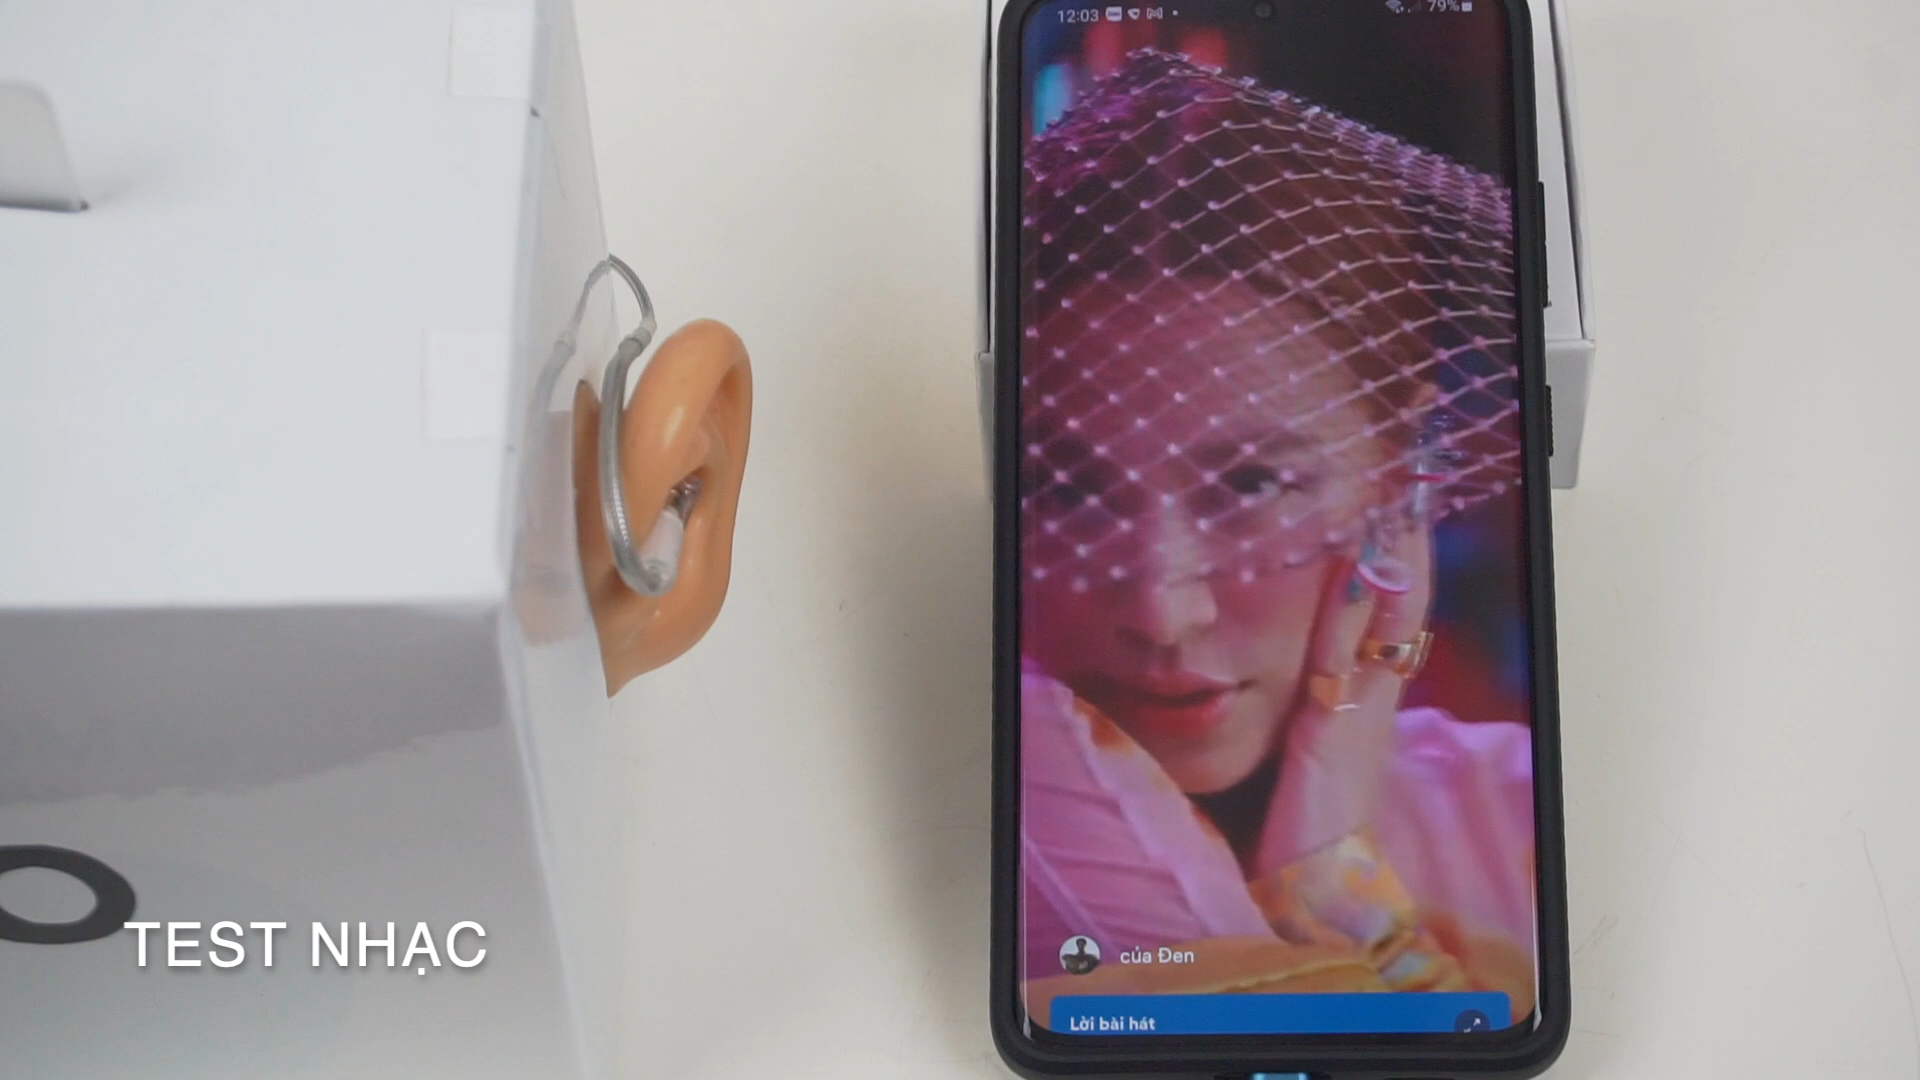 12:03
79%
TEST NHẠC
của Đen
Lời bài hát